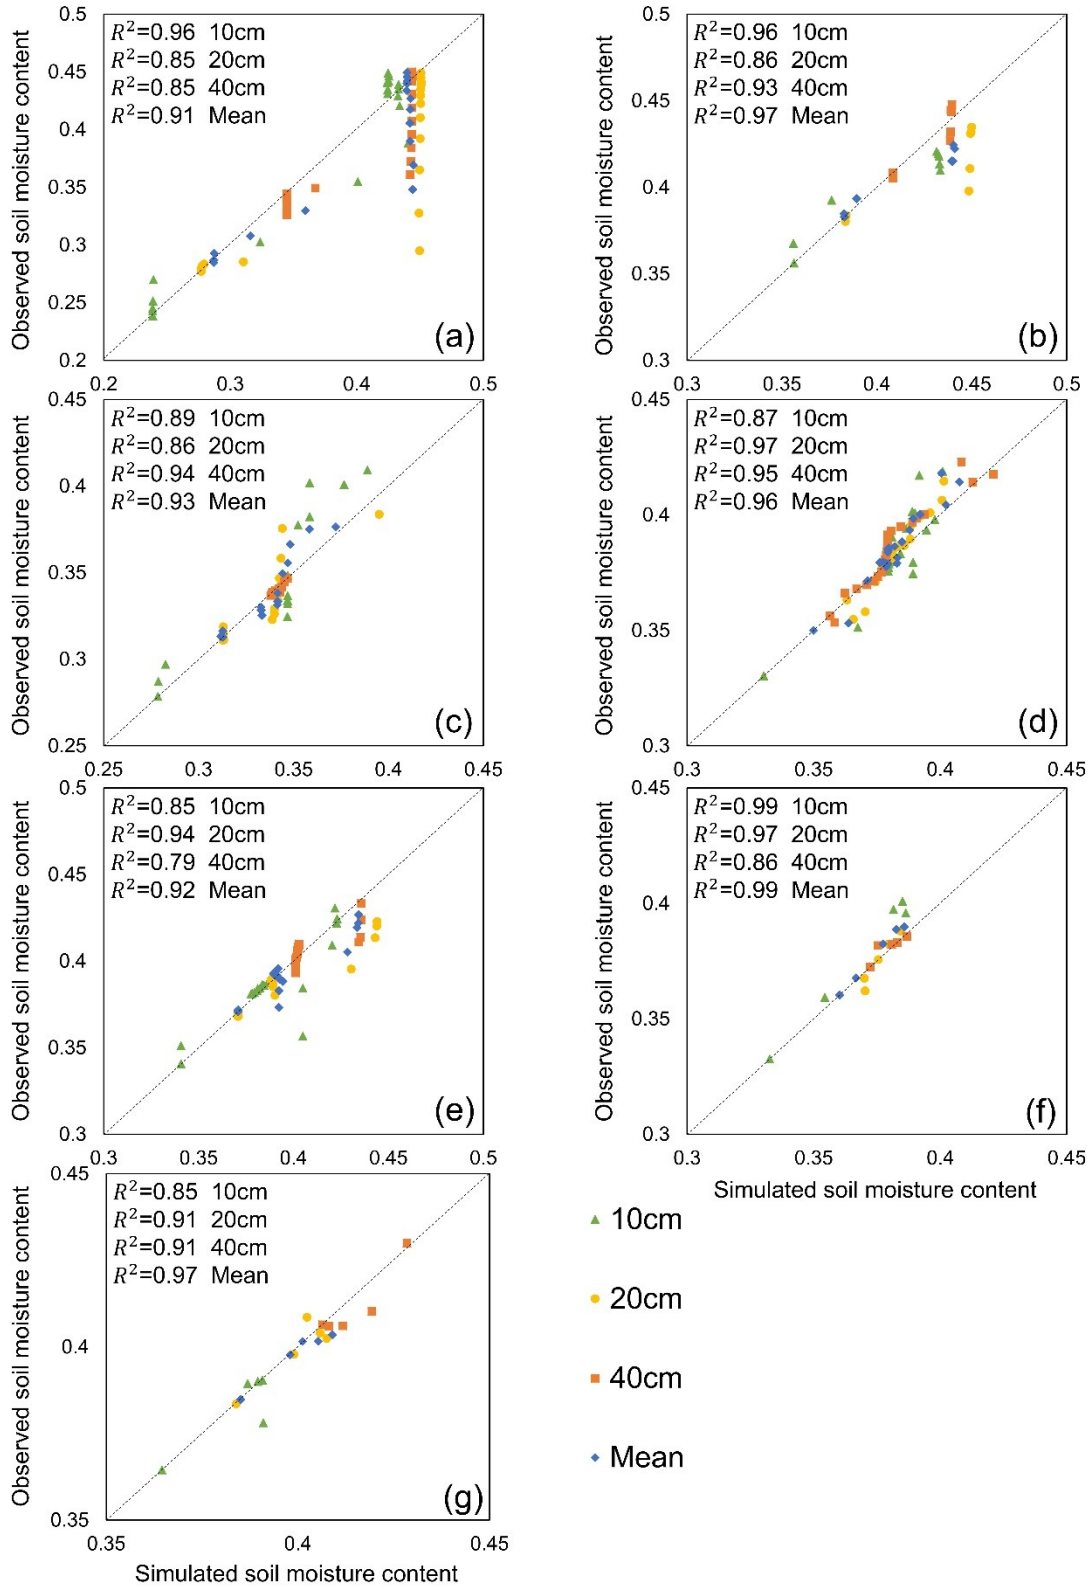 0.5
R²=0.96 10cm
R²=0.85 20cm
R²=0.85 40cm
R²=0.91 Mean
0.45
0.4
0.35
0.3
0.25
0.2
Observed soil moisture content
(a)
0.2 0.3 0.4 0.5
0.5
R²=0.96 10cm
R²=0.86 20cm
R²=0.93 40cm
R²=0.97 Mean
0.45
0.4
0.35
0.3
Observed soil moisture content
(b)
0.3 0.35 0.4 0.45 0.5
0.45
R²=0.89 10cm
R²=0.86 20cm
R²=0.94 40cm
R²=0.93 Mean
0.4
0.35
0.3
0.25
Observed soil moisture content
(c)
0.25 0.3 0.35 0.4 0.45
0.45
R²=0.87 10cm
R²=0.97 20cm
R²=0.95 40cm
R²=0.96 Mean
0.4
0.35
0.3
Observed soil moisture content
(d)
0.3 0.35 0.4 0.45
0.5
R²=0.85 10cm
R²=0.94 20cm
R²=0.79 40cm
R²=0.92 Mean
0.45
0.4
0.35
0.3
Observed soil moisture content
(e)
0.3 0.35 0.4 0.45 0.5
0.45
R²=0.99 10cm
R²=0.97 20cm
R²=0.86 40cm
R²=0.99 Mean
0.4
0.35
0.3
Observed soil moisture content
(f)
0.3 0.35 0.4 0.45
Simulated soil moisture content
0.45
R²=0.85 10cm
R²=0.91 20cm
R²=0.91 40cm
R²=0.97 Mean
0.4
0.35
Observed soil moisture content
(g)
0.35 0.4 0.45
Simulated soil moisture content
10cm
20cm
40cm
Mean